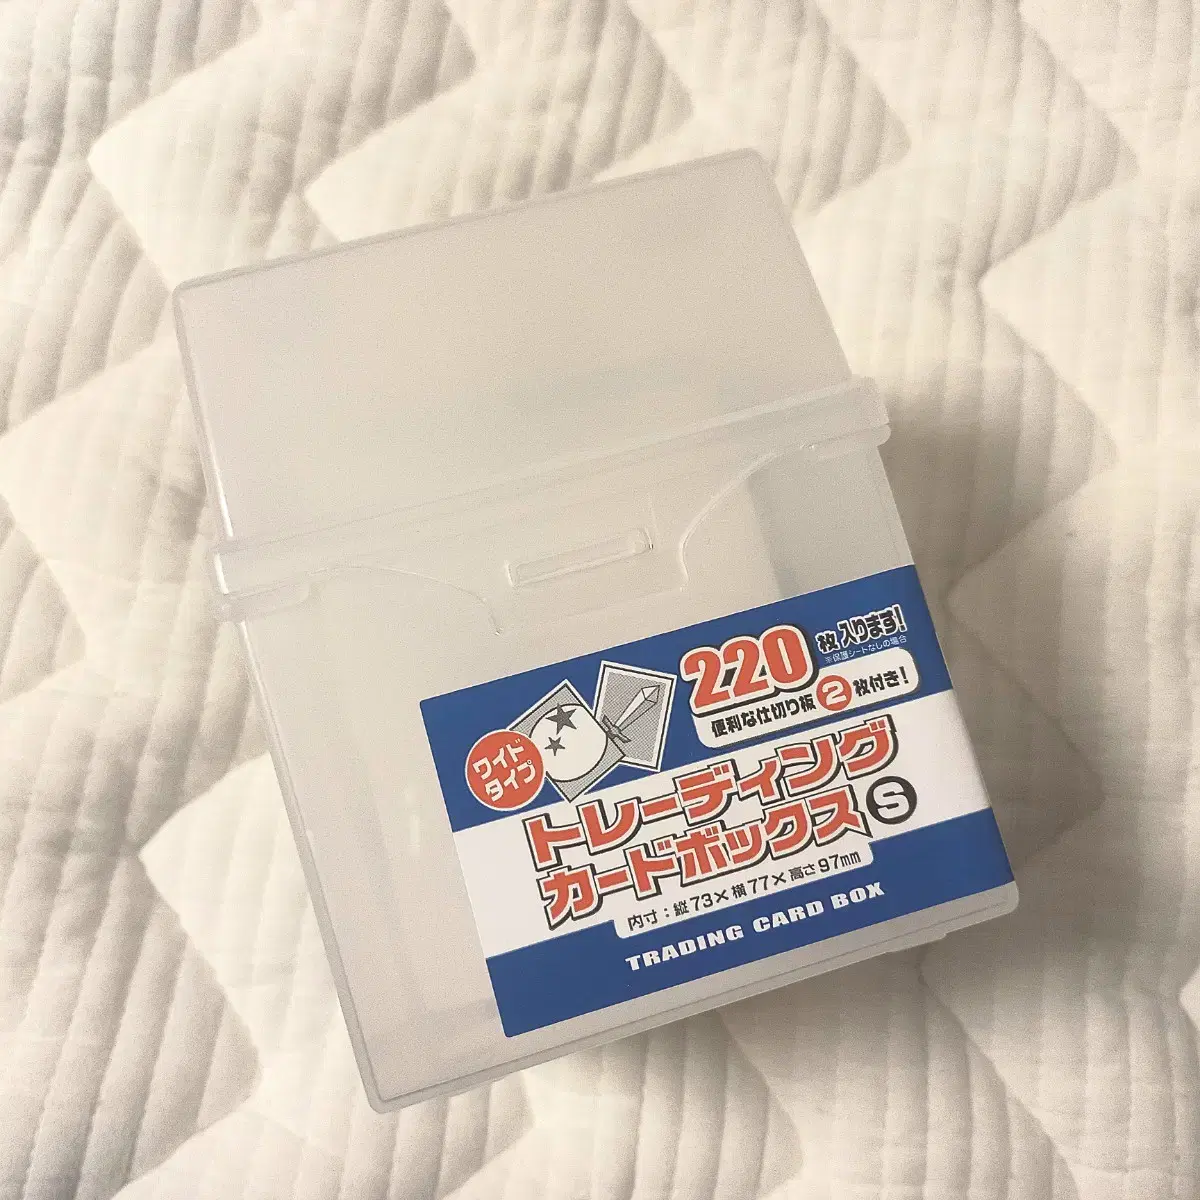 220枚入ります!
※保護シートなしの場合
便利な仕切り板2枚付き!
ワイド
タイプ
トレーディング
カードボックスS
内寸:縦73×横77×高さ97mm
TRADING CARD BOX